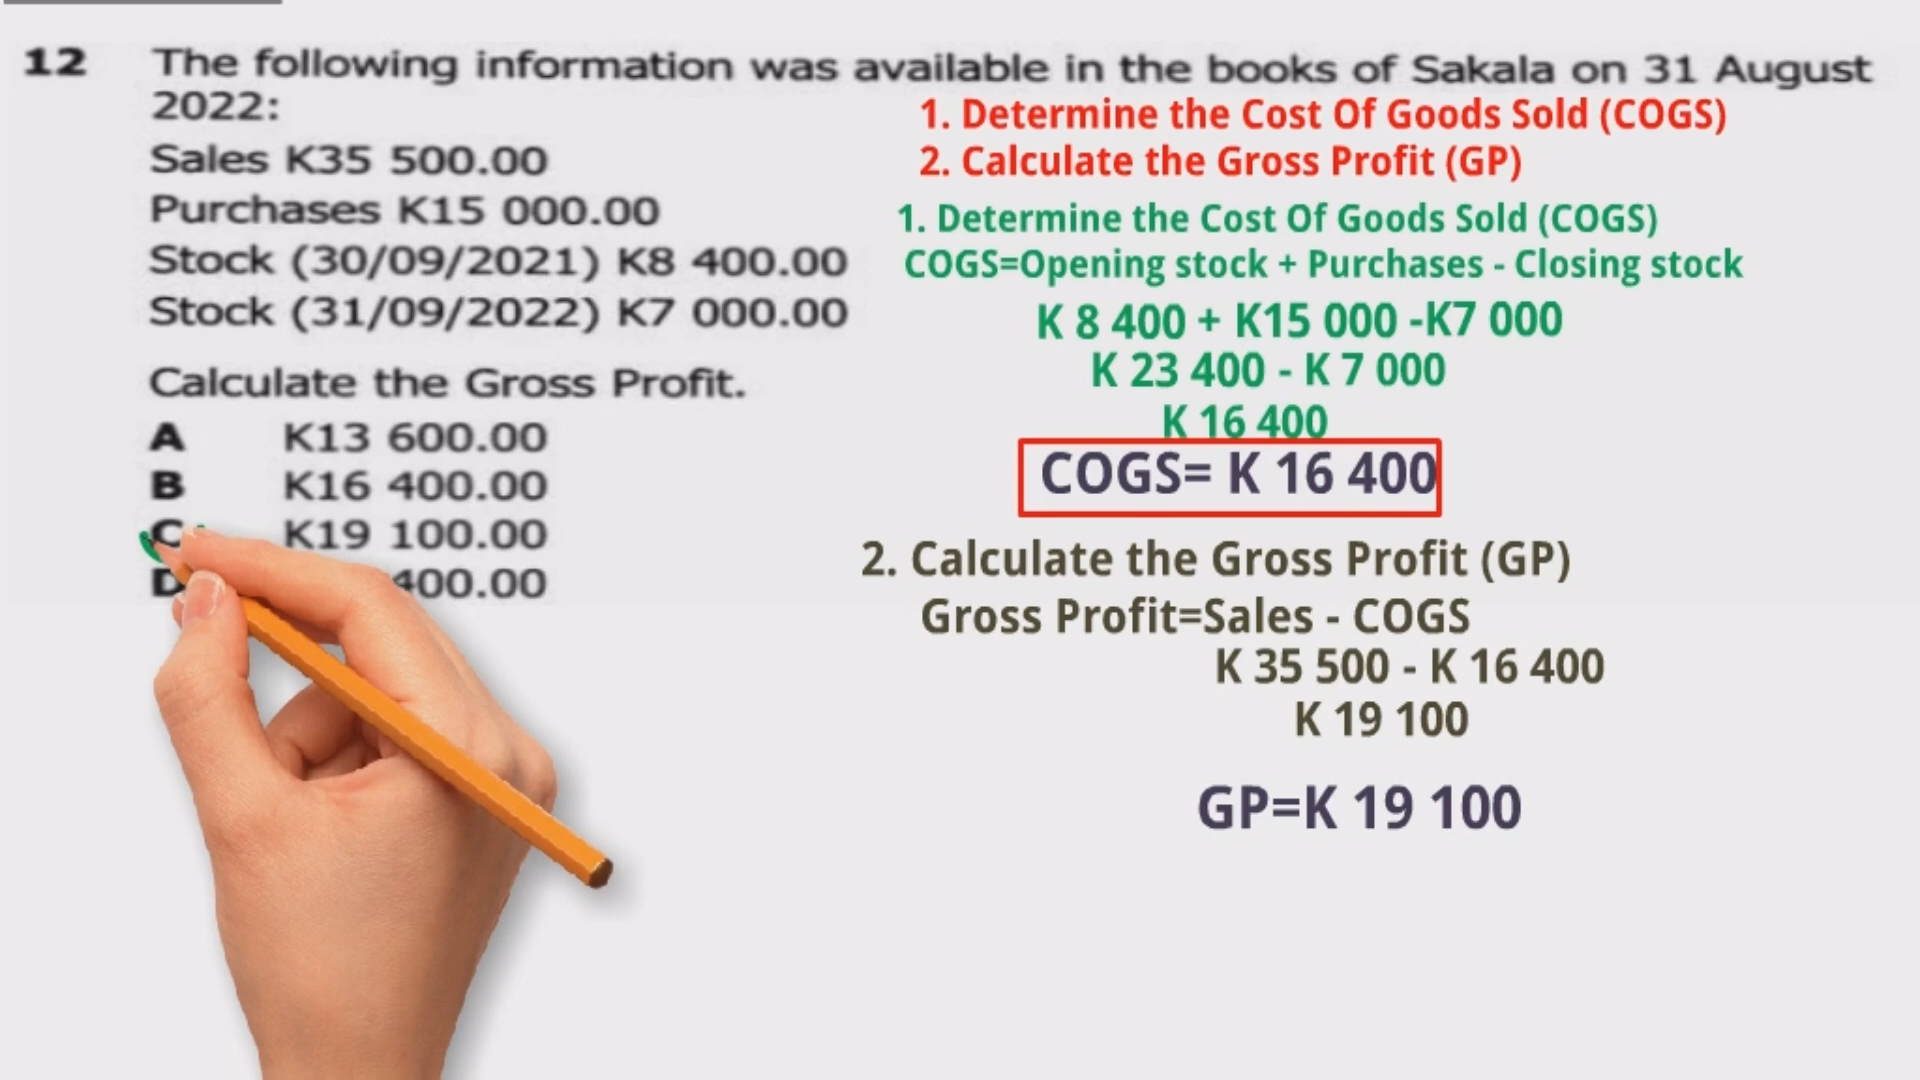 12 The following information was available in the books of Sakala on 31 August
2022:
Sales K35 500.00
Purchases K15 000.00
Stock (30/09/2021) K8 400.00
Stock (31/09/2022) K7 000.00
Calculate the Gross Profit.
A K13 600.00
B K16 400.00
C K19 100.00
D 400.00
1. Determine the Cost Of Goods Sold (COGS)
2. Calculate the Gross Profit (GP)
1. Determine the Cost Of Goods Sold (COGS)
COGS=Opening stock + Purchases - Closing stock
K 8 400 + K15 000 -K7 000
K 23 400 - K 7 000
K 16 400
COGS= K 16 400
2. Calculate the Gross Profit (GP)
Gross Profit=Sales - COGS
K 35 500 - K 16 400
K 19 100
GP=K 19 100